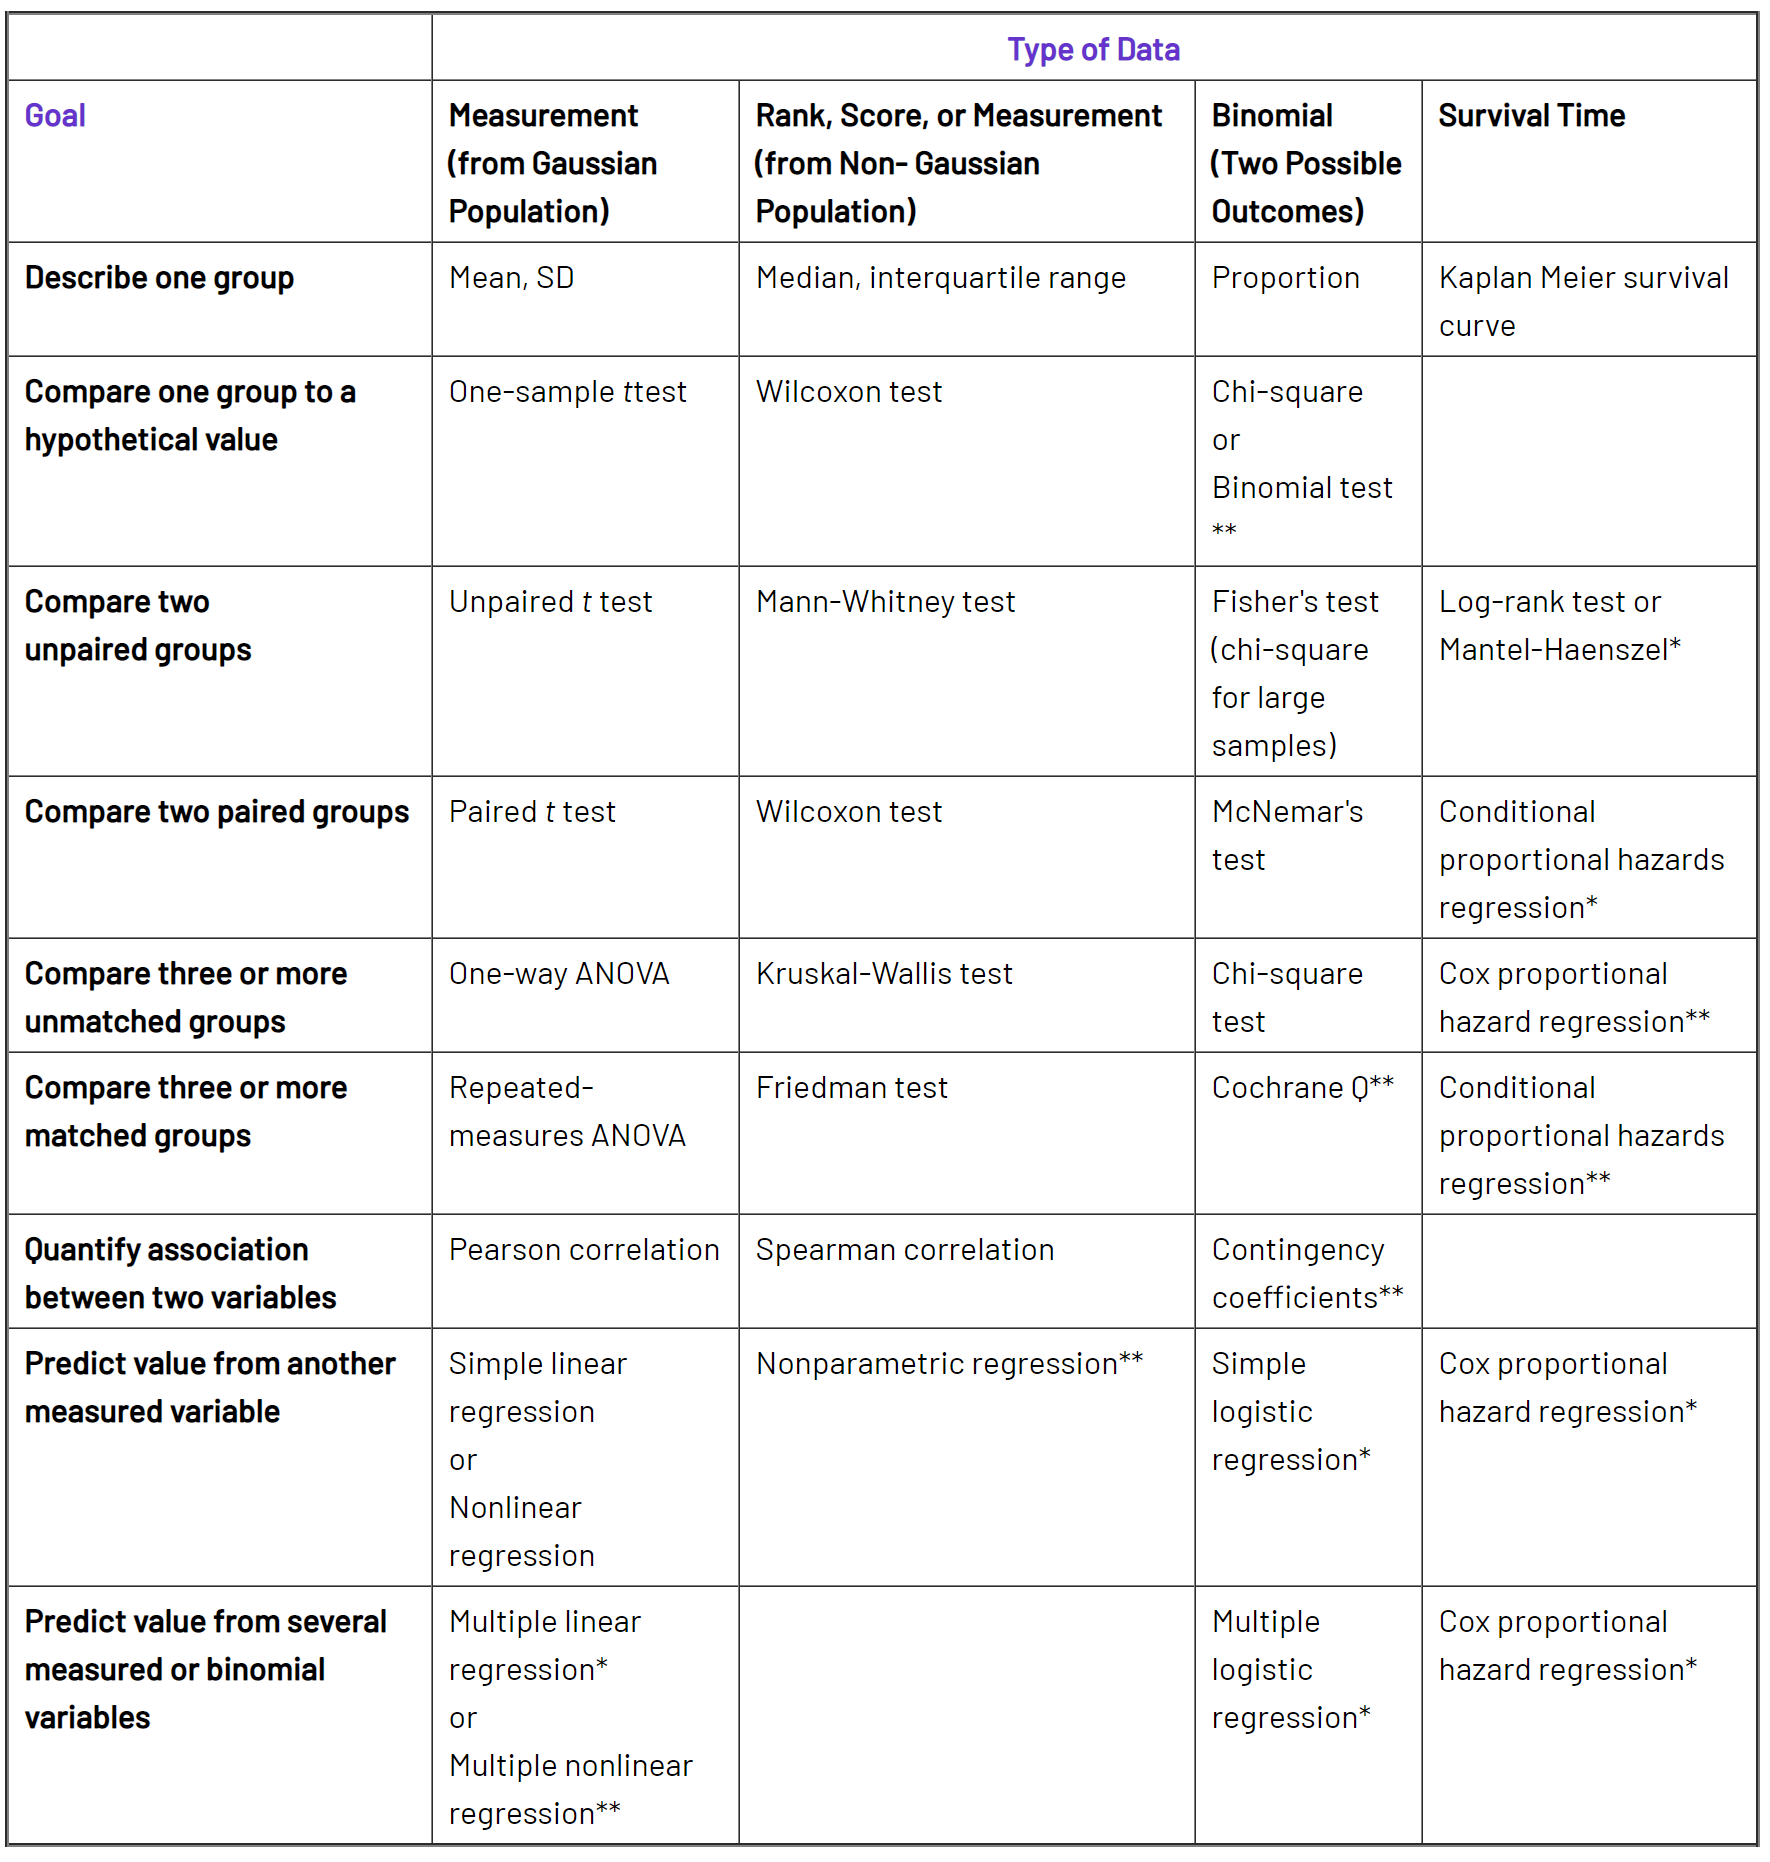 Type of Data
Goal
Measurement
(from Gaussian
Population)
Rank, Score, or Measurement
(from Non- Gaussian
Population)
Binomial
(Two Possible
Outcomes)
Survival Time
Describe one group
Mean, SD
Median, interquartile range
Proportion
Kaplan Meier survival
curve
Compare one group to a
hypothetical value
One-sample ttest
Wilcoxon test
Chi-square
or
Binomial test
**
Compare two
unpaired groups
Unpaired t test
Mann-Whitney test
Fisher's test
(chi-square
for large
samples)
Log-rank test or
Mantel-Haenszel*
Compare two paired groups
Paired t test
Wilcoxon test
McNemar's
test
Conditional
proportional hazards
regression*
Compare three or more
unmatched groups
One-way ANOVA
Kruskal-Wallis test
Chi-square
test
Cox proportional
hazard regression**
Compare three or more
matched groups
Repeated-
measures ANOVA
Friedman test
Cochrane Q**
Conditional
proportional hazards
regression**
Quantify association
between two variables
Pearson correlation
Spearman correlation
Contingency
coefficients**
Predict value from another
measured variable
Simple linear
regression
or
Nonlinear
regression
Nonparametric regression**
Simple
logistic
regression*
Cox proportional
hazard regression*
Predict value from several
measured or binomial
variables
Multiple linear
regression*
or
Multiple nonlinear
regression**
Multiple
logistic
regression*
Cox proportional
hazard regression*